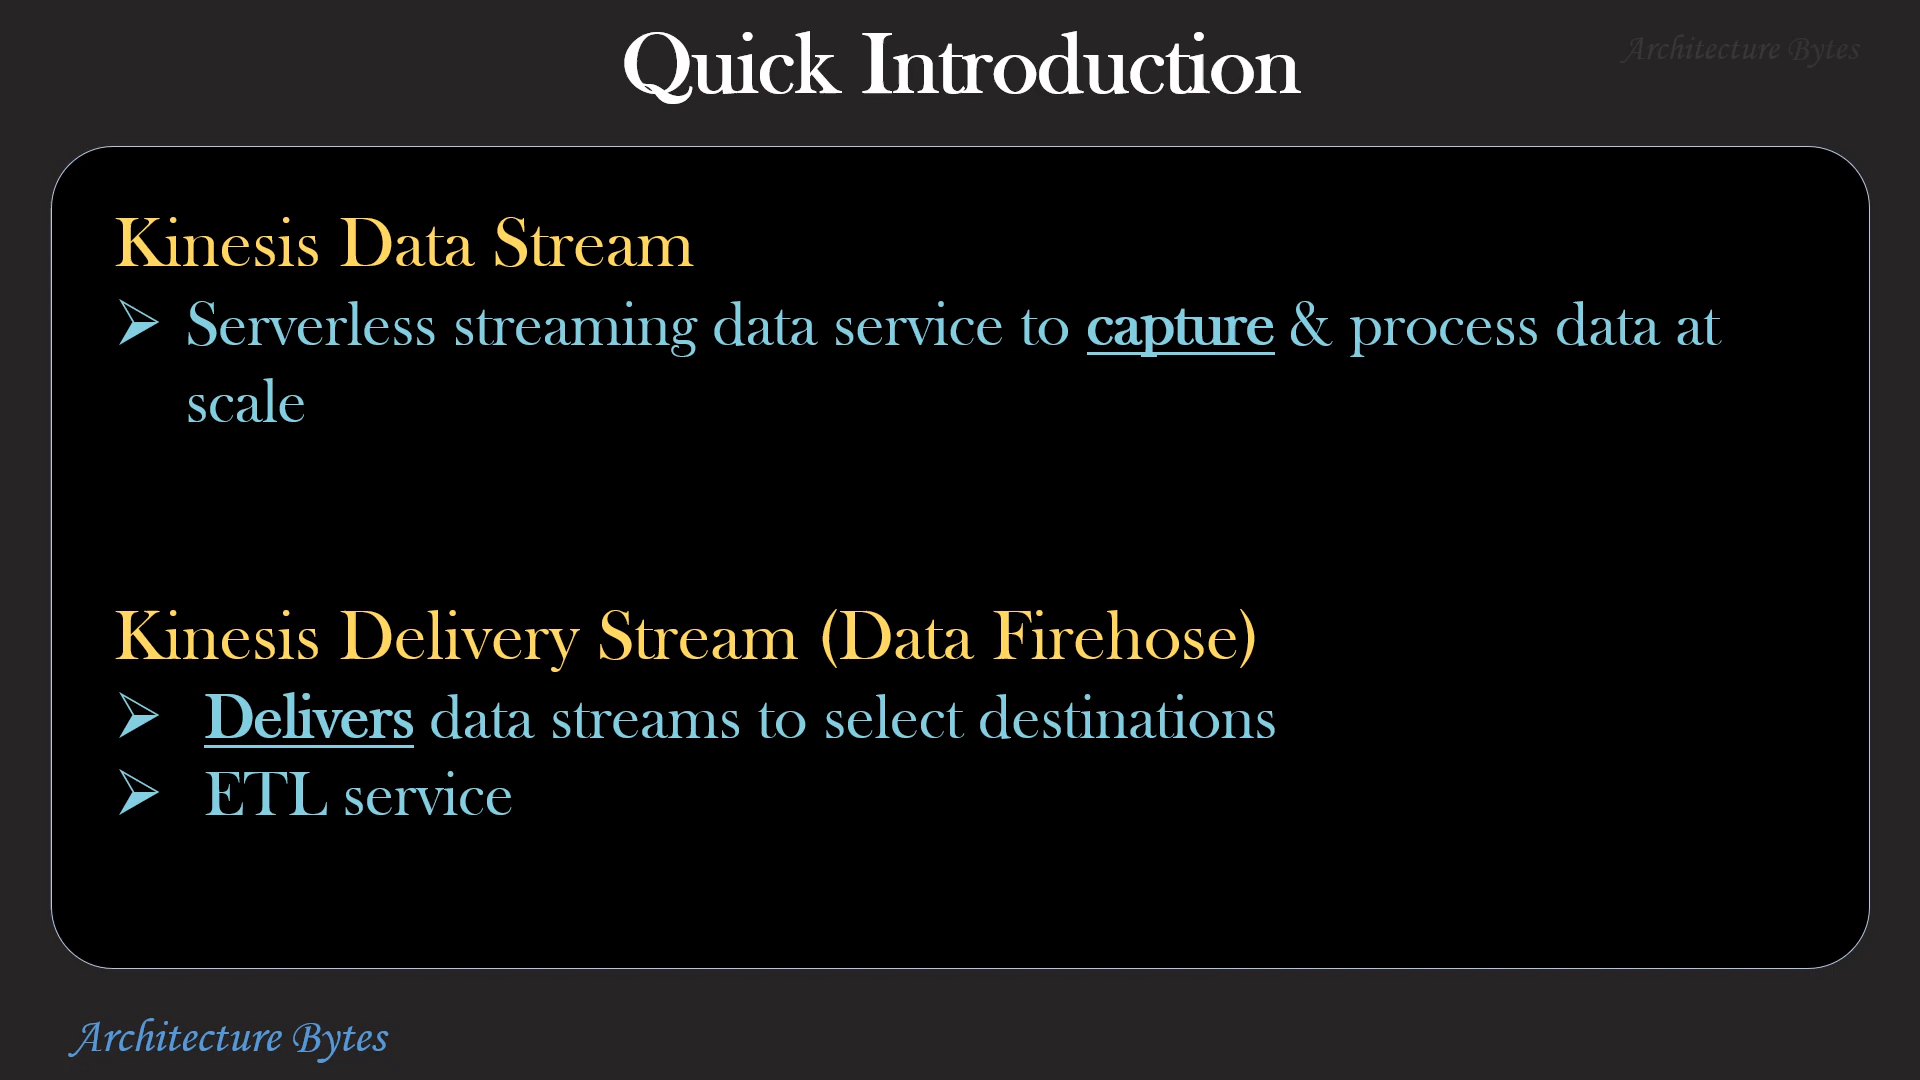 Quick Introduction
Architecture Bytes
Kinesis Data Stream
➢ Serverless streaming data service to capture & process data at
scale
Kinesis Delivery Stream (Data Firehose)
➢ Delivers data streams to select destinations
➢ ETL service
Architecture Bytes